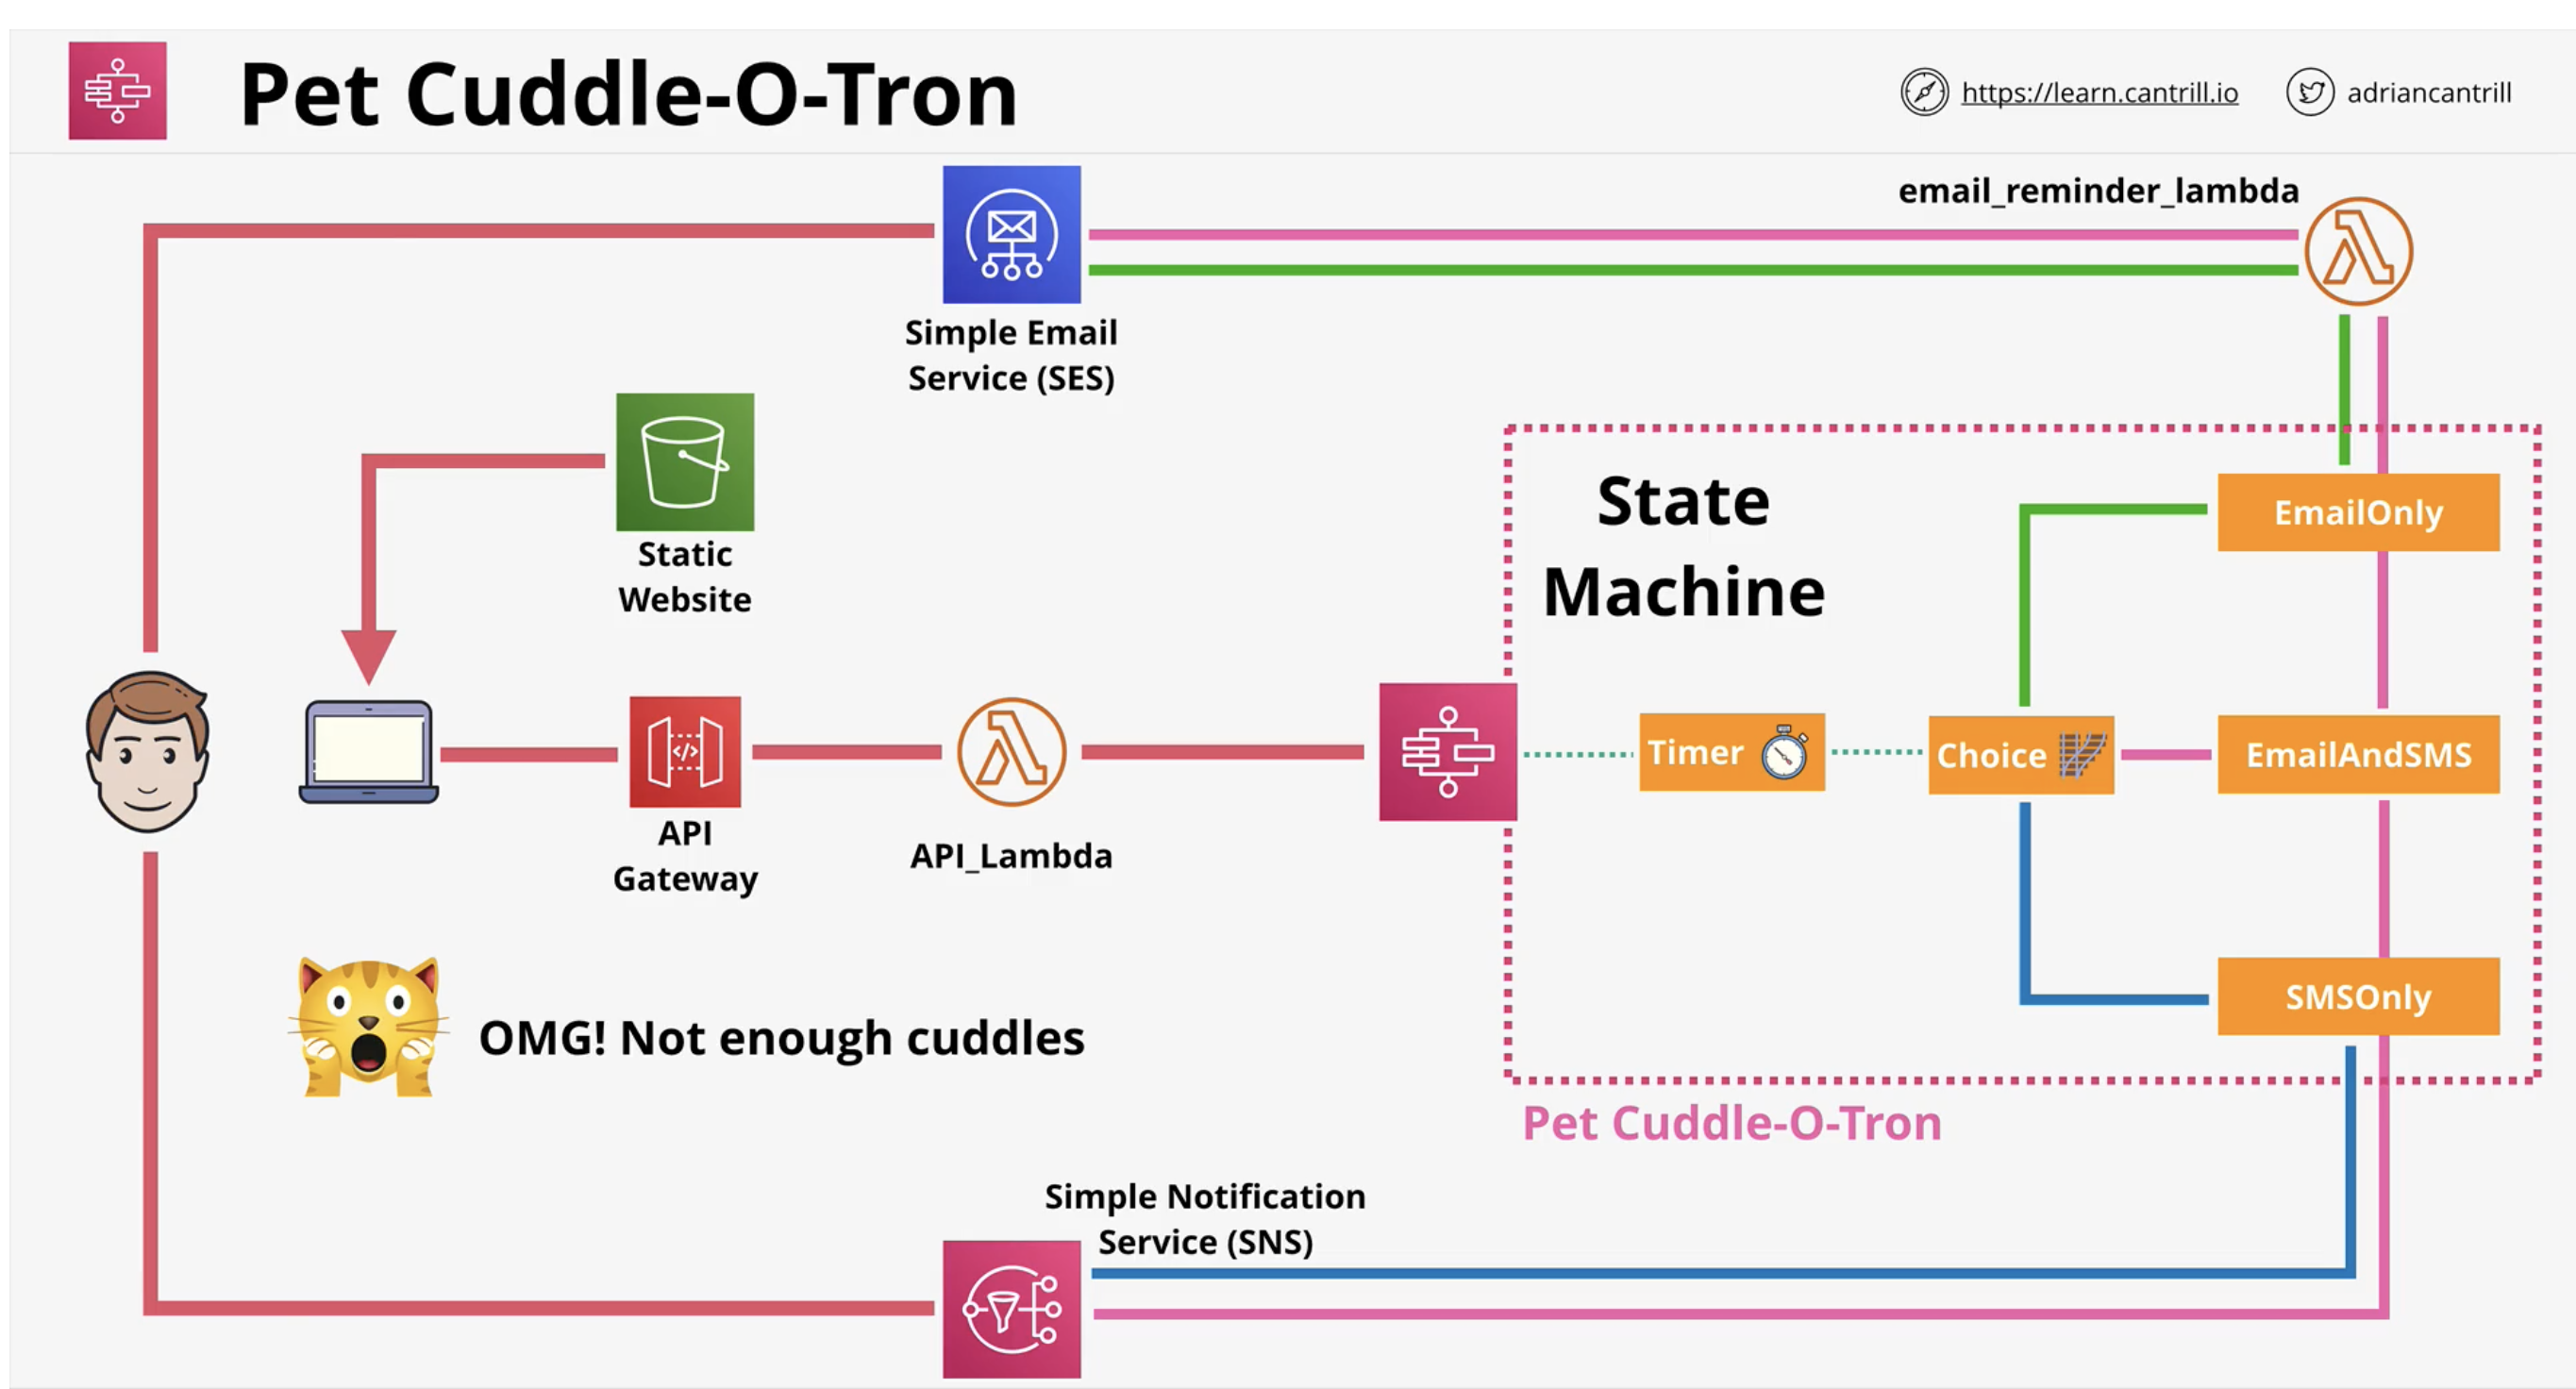 Pet Cuddle-O-Tron
https://learn.cantrill.io
adriancantrill
email_reminder_lambda
Simple Email
Service (SES)
Static
Website
State
Machine
EmailOnly
Timer
Choice
EmailAndSMS
API
Gateway
API_Lambda
SMSOnly
OMG! Not enough cuddles
Pet Cuddle-O-Tron
Simple Notification
Service (SNS)